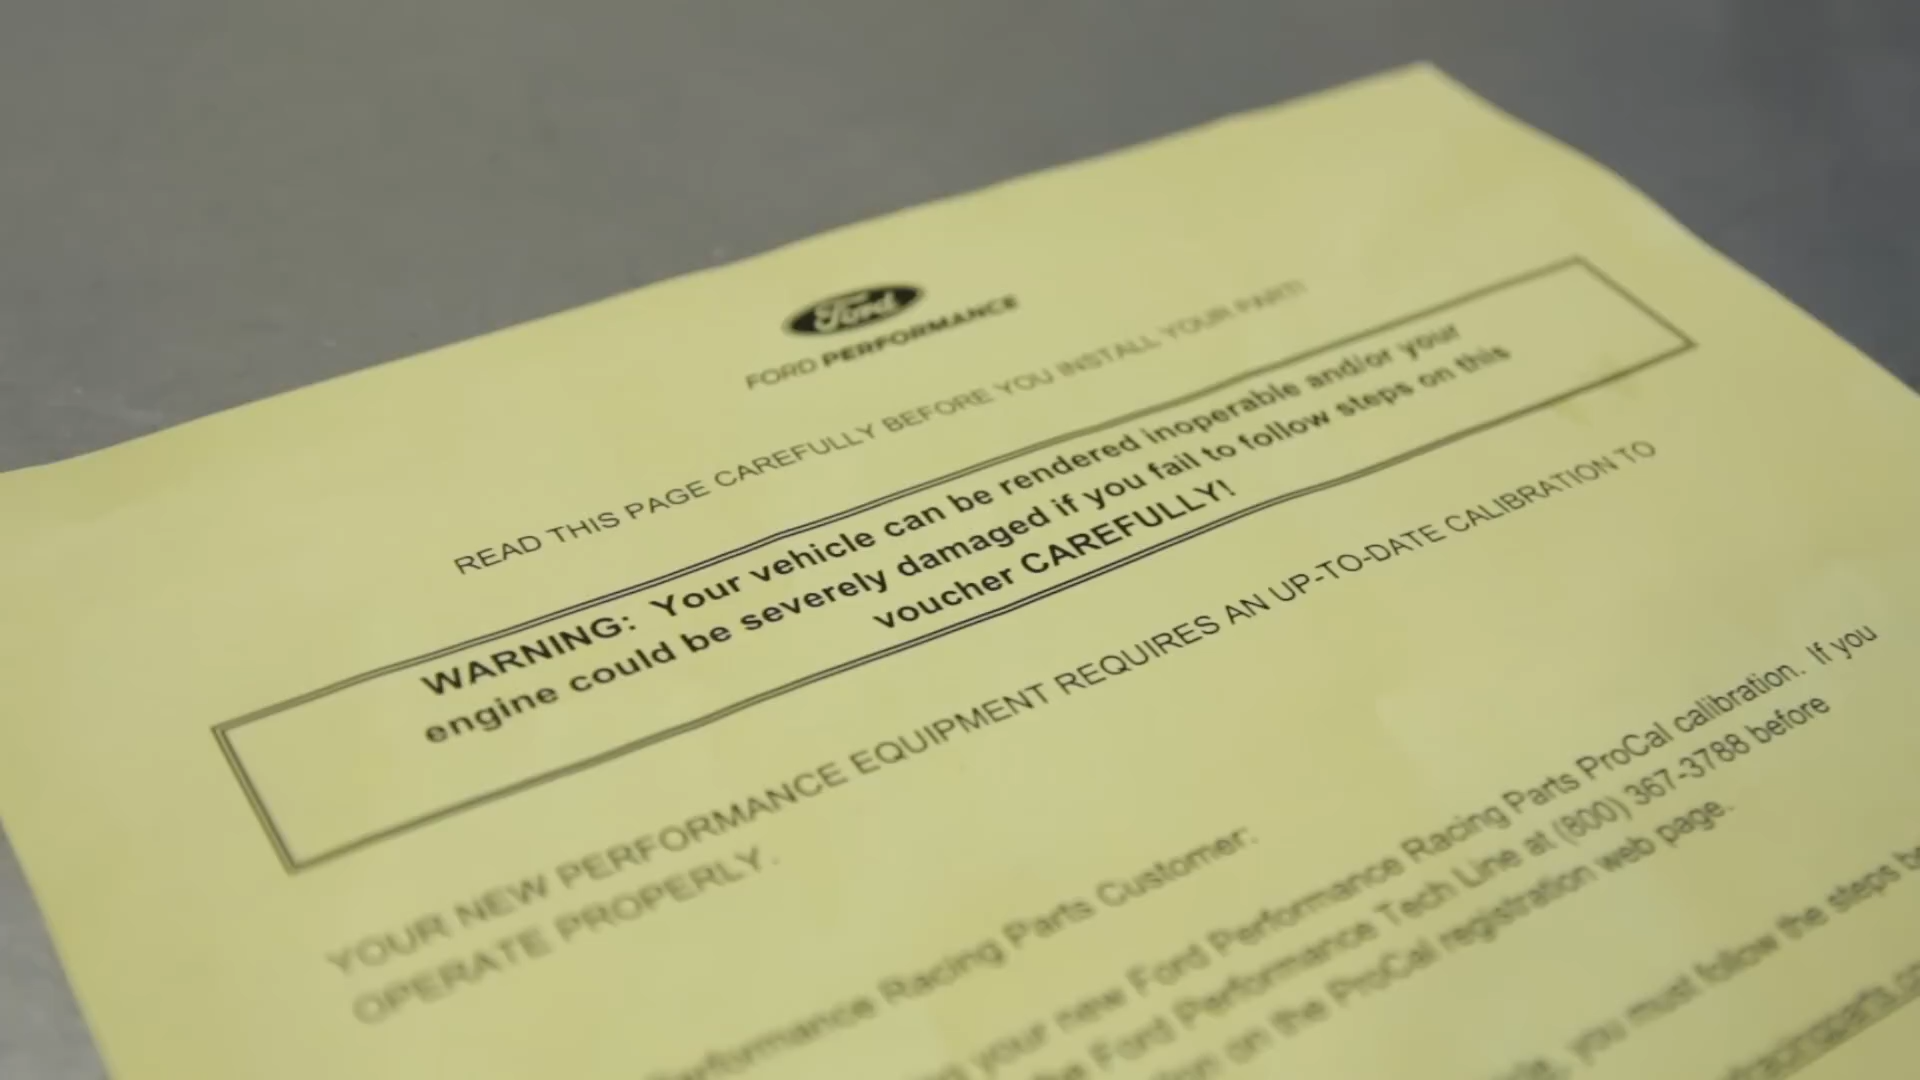 Ford
FORD PERFORMANCE
READ THIS PAGE CAREFULLY BEFORE YOU INSTALL YOUR PART!
WARNING: Your vehicle can be rendered inoperable and/or your
engine could be severely damaged if you fail to follow steps on this
voucher CAREFULLY!
YOUR NEW PERFORMANCE EQUIPMENT REQUIRES AN UP-TO-DATE CALIBRATION TO
OPERATE PROPERLY.
Performance Racing Parts Customer:
your new Ford Performance Racing Parts ProCal calibration. If you
Ford Performance Tech Line at (800) 367-3788 before
on the ProCal registration web page.
you must follow the steps